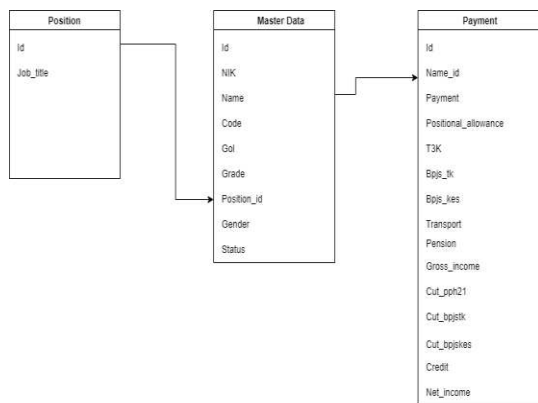 Position
Id
Job_title
Master Data
Id
NIK
Name
Code
Gol
Grade
Position_id
Gender
Status
Payment
Id
Name_id
Payment
Positional_allowance
T3K
Bpjs_tk
Bpjs_kes
Transport
Pension
Gross_income
Cut_pph21
Cut_bpjstk
Cut_bpjskes
Credit
Net_income